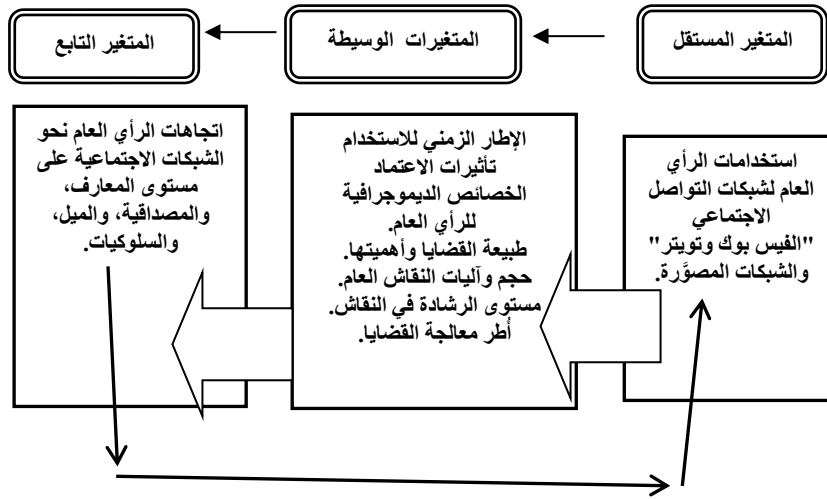 المتغير المستقل
المتغيرات الوسيطة
المتغير التابع
استخدامات الرأي
العام لشبكات التواصل
الاجتماعي
"الفيس بوك وتويتر"
والشبكات المصوَّرة.
الإطار الزمني للاستخدام
تأثيرات الاعتماد
الخصائص الديموجرافية
للرأي العام.
طبيعة القضايا وأهميتها.
حجم وآليات النقاش العام.
مستوى الرشادة في النقاش.
أُطر معالجة القضايا.
اتجاهات الرأي العام نحو
الشبكات الاجتماعية على
مستوى المعارف،
والمصداقية، والميل،
والسلوكيات.